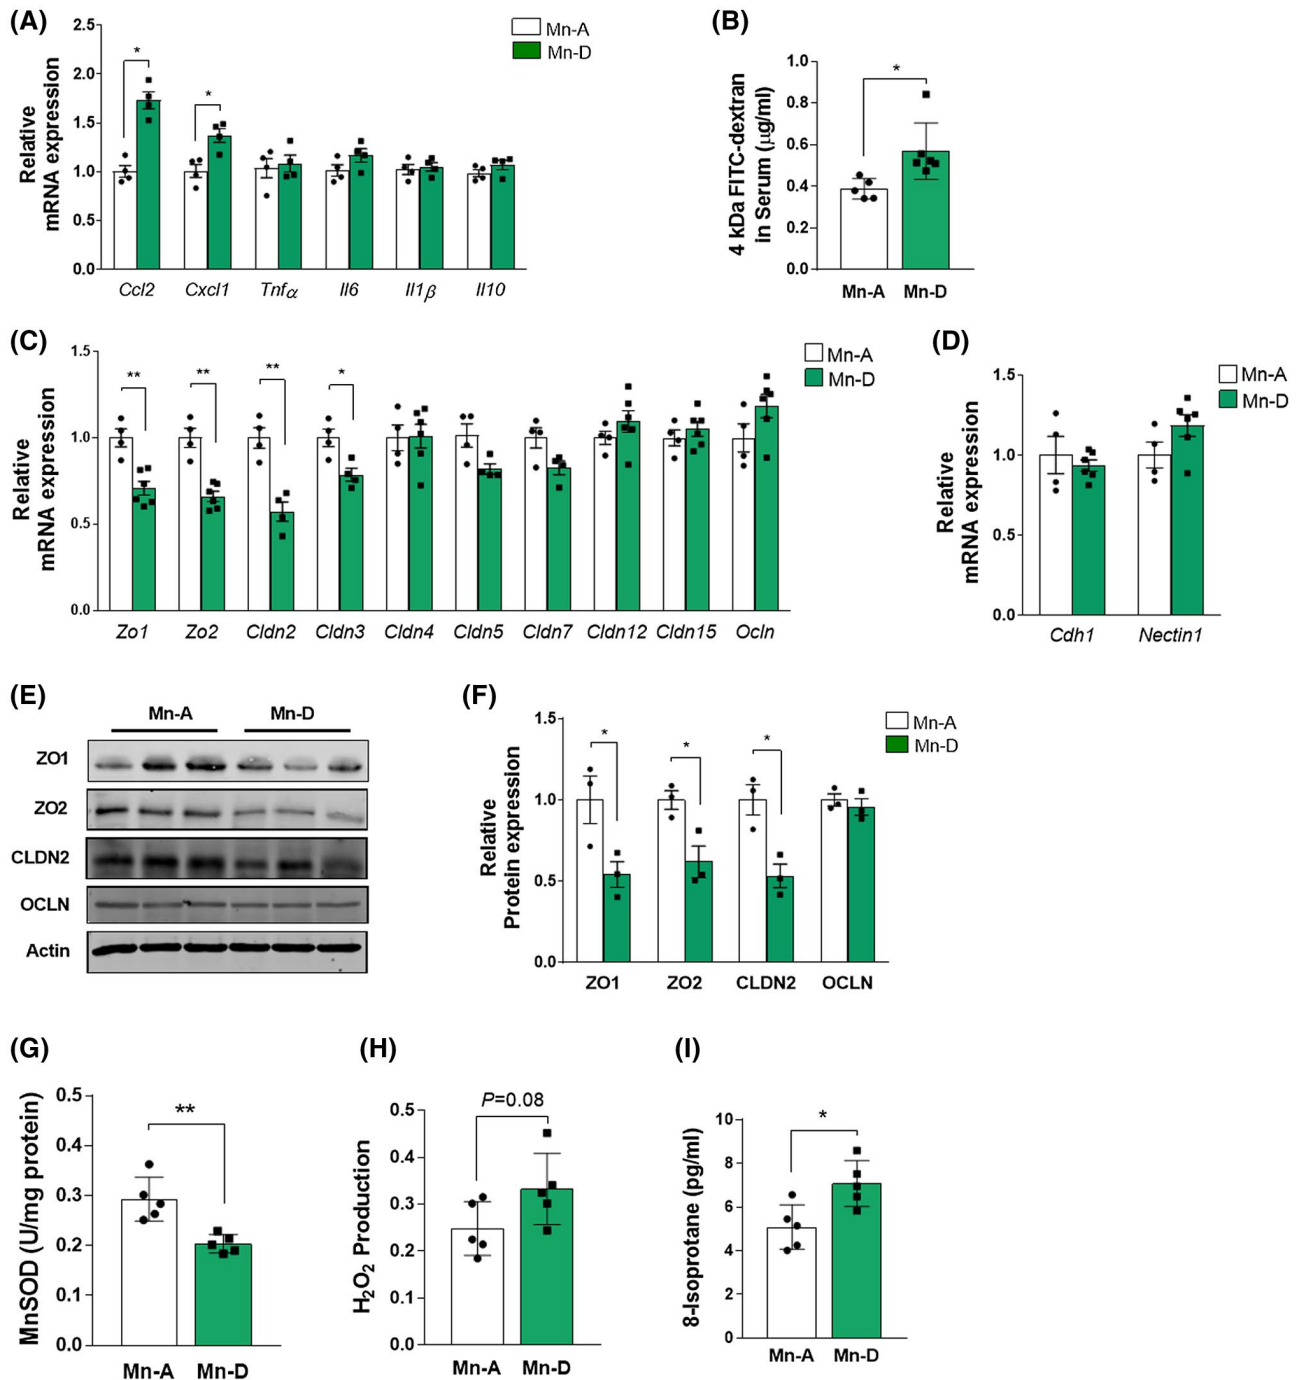 (A)
Relative
mRNA expression
2.5
2.0
1.5
1.0
0.5
0.0
*
*
Mn-A
Mn-D
Ccl2 Cxcl1 Tnfα Il6 Il1β Il10
(B)
4 kDa FITC-dextran
in Serum (µg/ml)
1.0
0.8
0.6
0.4
0.2
0.0
*
Mn-A Mn-D
(C)
Relative
mRNA expression
1.5
1.0
0.5
0.0
** ** ** *
Mn-A
Mn-D
Zo1 Zo2 Cldn2 Cldn3 Cldn4 Cldn5 Cldn7 Cldn12 Cldn15 Ocln
(D)
Relative
mRNA expression
1.5
1.0
0.5
0.0
Mn-A
Mn-D
Cdh1 Nectin1
(E)
Mn-A Mn-D
ZO1
ZO2
CLDN2
OCLN
Actin
(F)
Relative
Protein expression
1.5
1.0
0.5
0.0
* * *
Mn-A
Mn-D
ZO1 ZO2 CLDN2 OCLN
(G)
MnSOD (U/mg protein)
0.5
0.4
0.3
0.2
0.1
0.0
**
Mn-A Mn-D
(H)
H₂O₂ Production
0.5
0.4
0.3
0.2
0.1
0.0
P=0.08
Mn-A Mn-D
(I)
8-Isoprotane (pg/ml)
10
8
6
4
2
0
*
Mn-A Mn-D